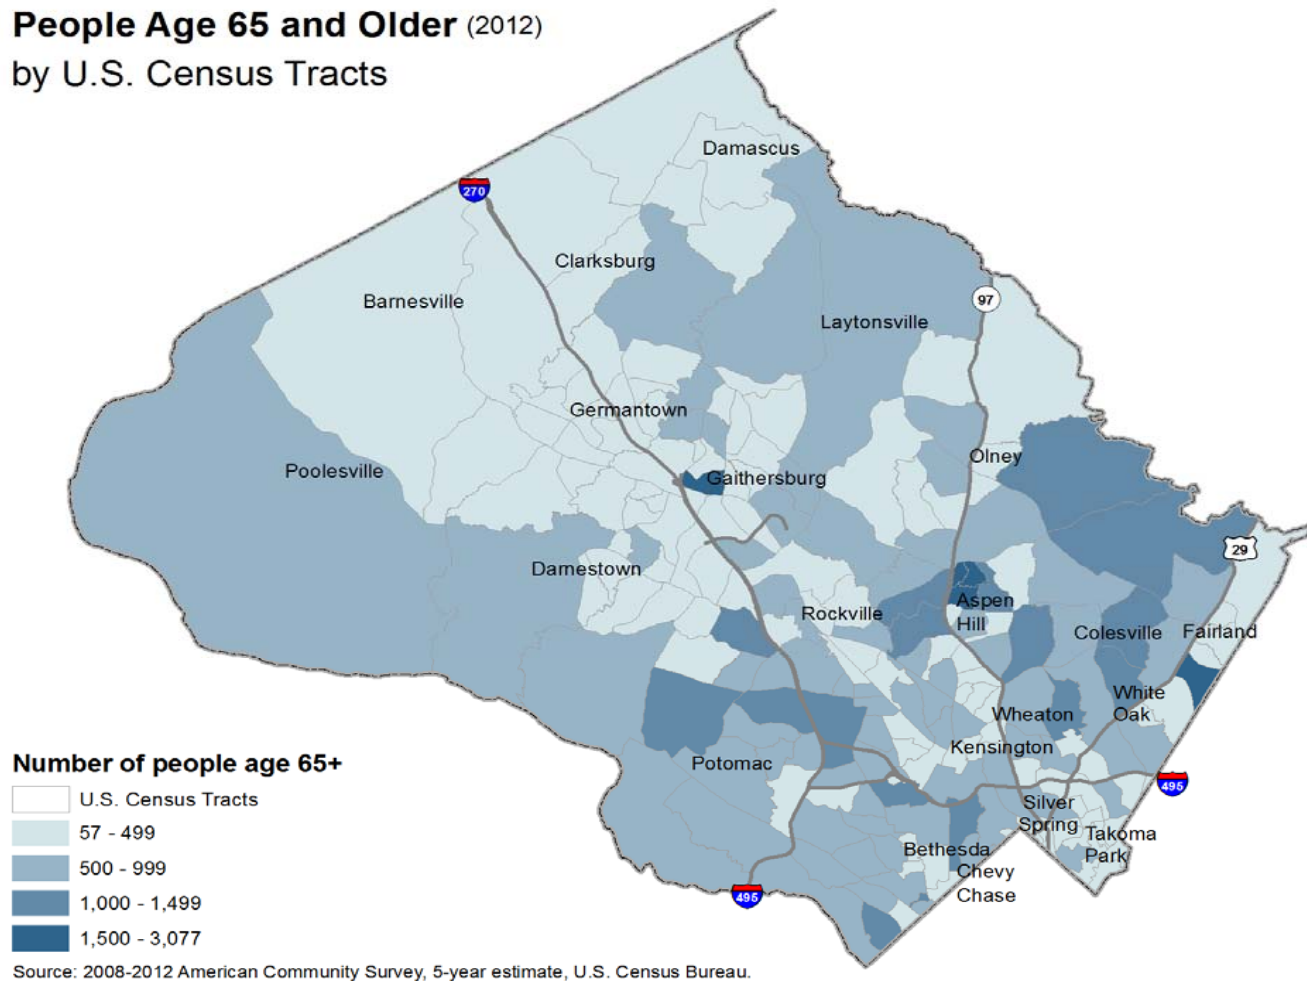 People Age 65 and Older (2012)
by U.S. Census Tracts
Damascus
270
Clarksburg
Barnesville
97
Laytonsville
Germantown
Olney
Poolesville
Gaithersburg
29
Darnestown
Aspen
Hill
Rockville
Colesville
Fairland
White
Oak
Wheaton
Kensington
Potomac
495
Silver
Spring
Takoma
Park
Bethesda
Chevy
Chase
495
Number of people age 65+
U.S. Census Tracts
57 - 499
500 - 999
1,000 - 1,499
1,500 - 3,077
Source: 2008-2012 American Community Survey, 5-year estimate, U.S. Census Bureau.